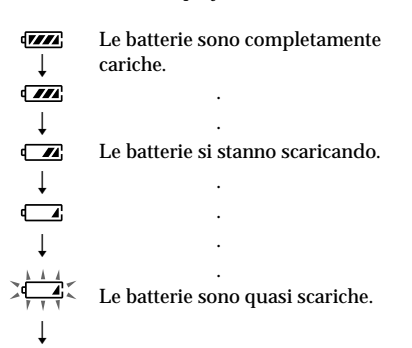 Le batterie sono completamente
cariche.
.
.
Le batterie si stanno scaricando.
.
.
.
.
Le batterie sono quasi scariche.